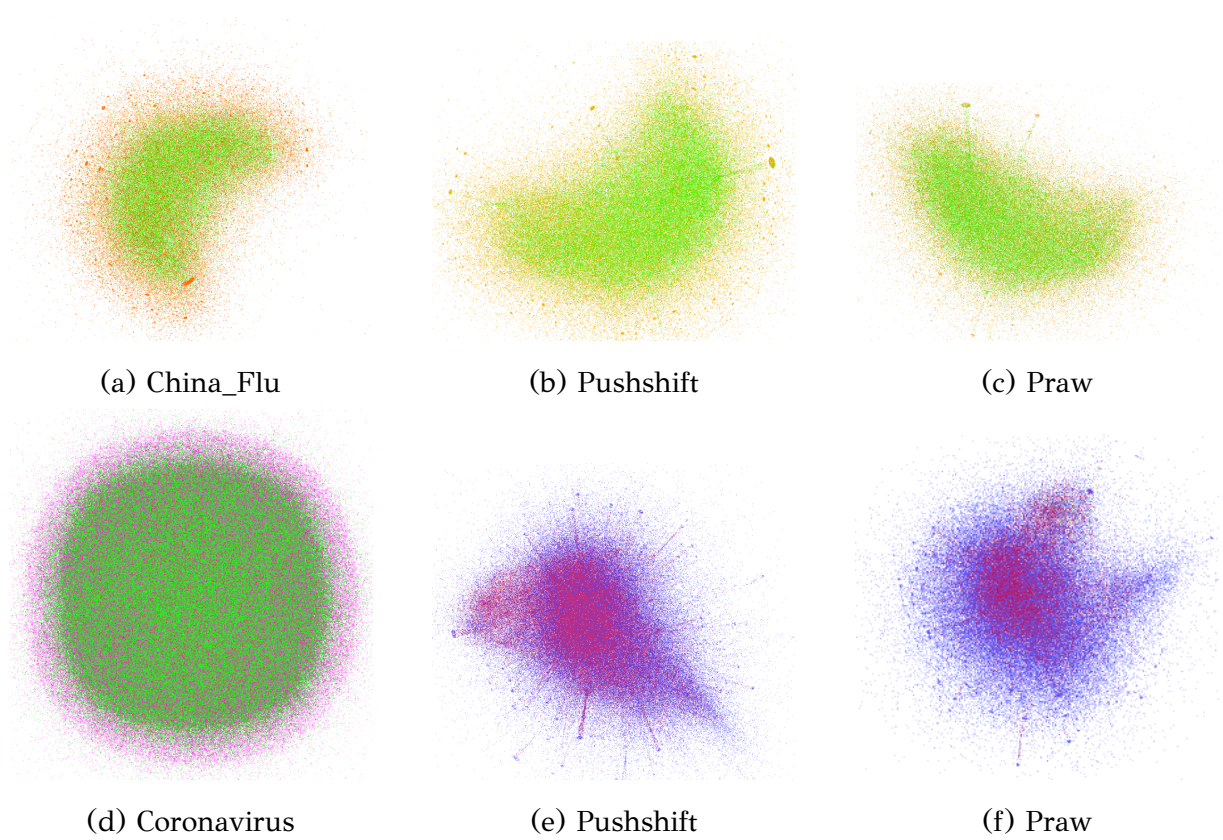 (a) China_Flu
(b) Pushshift
(c) Praw
(d) Coronavirus
(e) Pushshift
(f) Praw